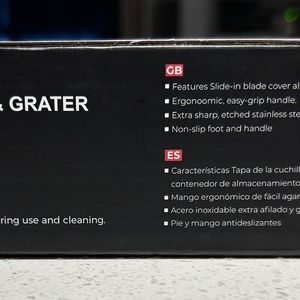 & GRATER
ring use and cleaning.
GB
▪ Features Slide-in blade cover al
▪ Ergonoomic, easy-grip handle.
▪ Extra sharp, etched stainless ste
▪ Non-slip foot and handle
ES
▪ Características Tapa de la cuchill
contenedor de almacenamiento
▪ Mango ergonómico de fácil agar
▪ Acero inoxidable extra afilado y g
▪ Pie y mango antideslizantes